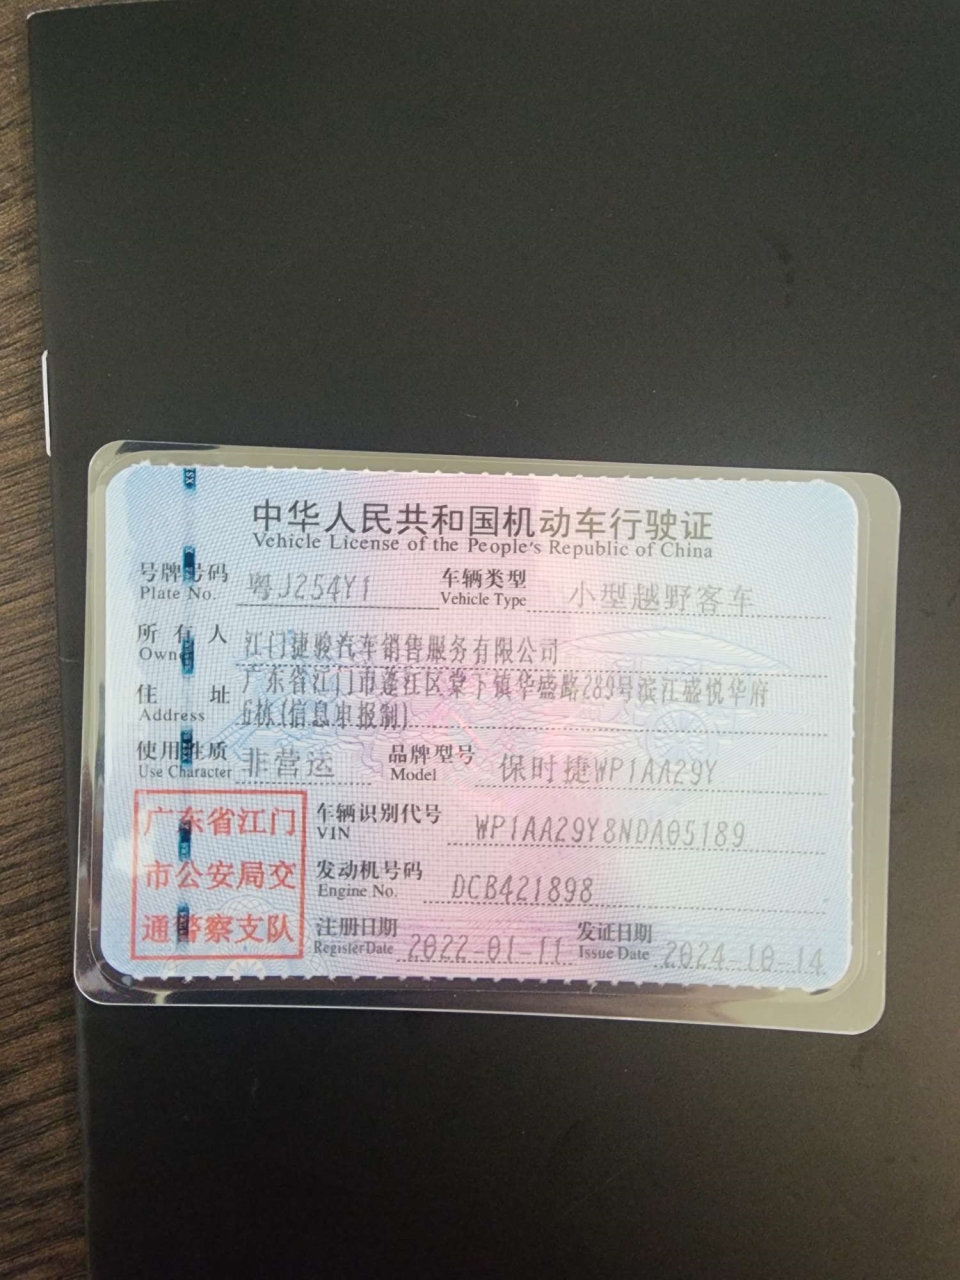 中华人民共和国机动车行驶证
Vehicle License of the People's Republic of China
号牌号码 粤J254Y1 车辆类型 小型越野客车
Plate No. Vehicle Type
所有人 江门捷骏汽车销售服务有限公司
Owner
住址 广东省江门市蓬江区棠下镇华盛路289号滨江盛悦华府
Address 6栋(信息申报制)
使用性质 非营运 品牌型号 保时捷WP1AA29Y
Use Character Model
广东省江门
市公安局交
通警察支队
车辆识别代号 WP1AA29Y8NDA05189
VIN
发动机号码 DCB421898
Engine No.
注册日期 2022-01-11 发证日期 2024-10-14
Register Date Issue Date